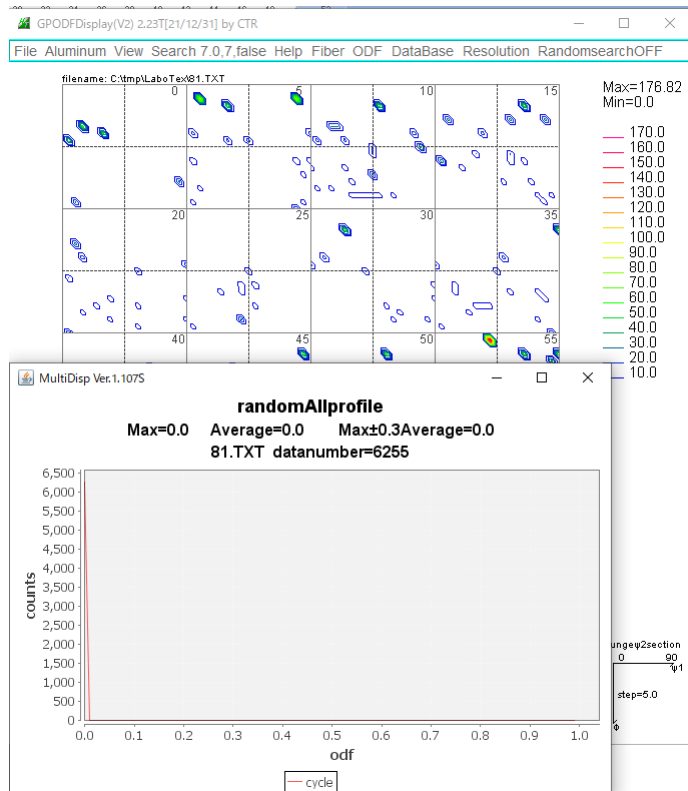 GPODFDisplay(V2) 2.23T[21/12/31] by CTR
File Aluminum View Search 7.0,7,false Help Fiber ODF DataBase Resolution RandomsearchOFF
filename: C:\tmp\LaboTex\81.TXT
Max=176.82
Min=0.0
0 5 10 15
20 25 30 35
40 45 50 55
170.0
160.0
150.0
140.0
130.0
120.0
110.0
100.0
90.0
80.0
70.0
60.0
50.0
40.0
30.0
20.0
10.0
MultiDisp Ver.1.107S
randomAllprofile
Max=0.0 Average=0.0 Max±0.3Average=0.0
81.TXT datanumber=6255
6,500
6,000
5,500
5,000
4,500
4,000
3,500
3,000
2,500
2,000
1,500
1,000
500
0
counts
0.0 0.1 0.2 0.3 0.4 0.5 0.6 0.7 0.8 0.9 1.0
odf
cycle
ungeψ2section
0 90
ψ1
step=5.0
Φ